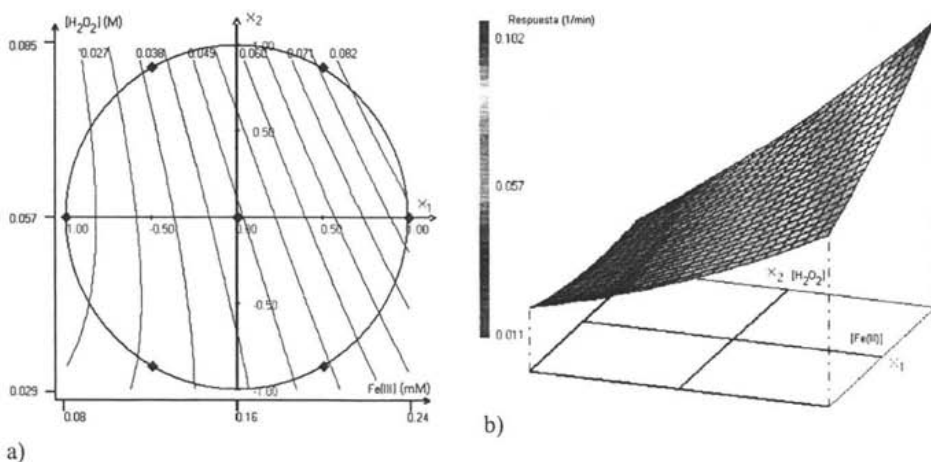 [H₂O₂] (M)
X₂
0.085
0.027
0.038
0.049
0.060
0.071
0.082
1.00
0.50
0.057
1.00
-0.50
0.00
0.50
1.00
X₁
-0.50
0.029
-1.00
Fe(III) (mM)
0.08
0.16
0.24
a)
Respuesta (1/min)
0.102
0.057
0.011
X₂ [H₂O₂]
[Fe(III)]
X₁
b)